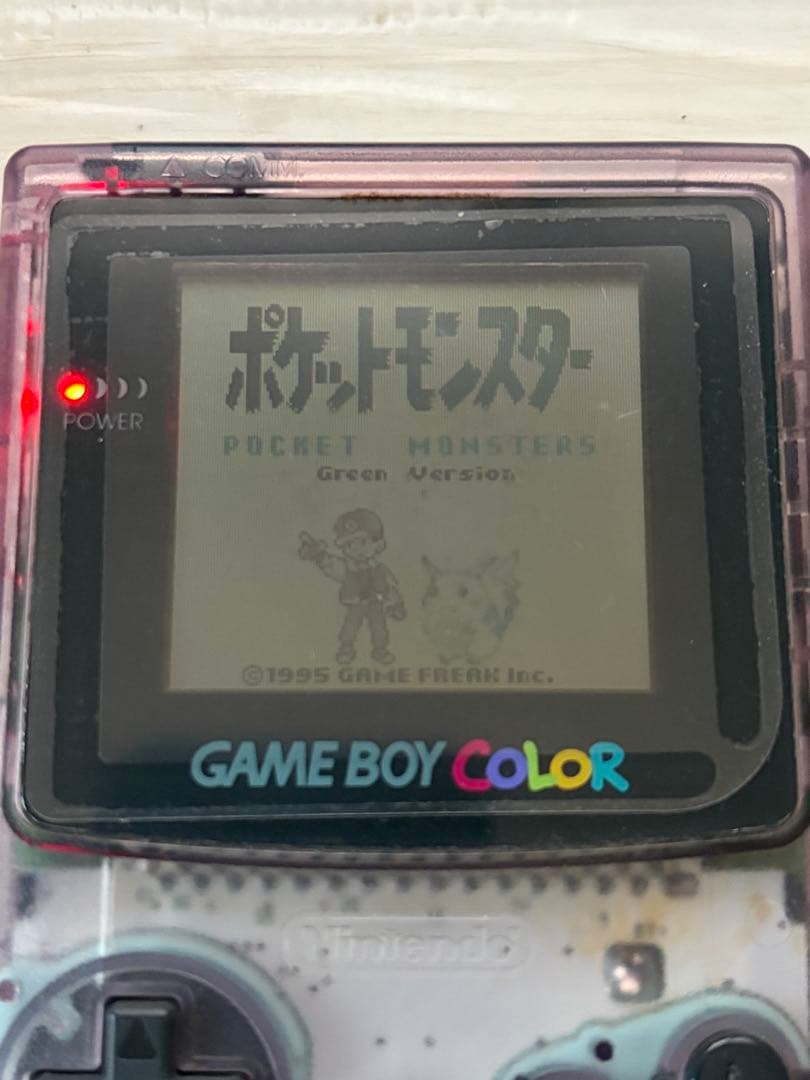 △ COMM.
ポケットモンスター
POWER
POCKET MONSTERS
Green Version
©1995 GAME FREAK Inc.
GAME BOY COLOR
Nintendo